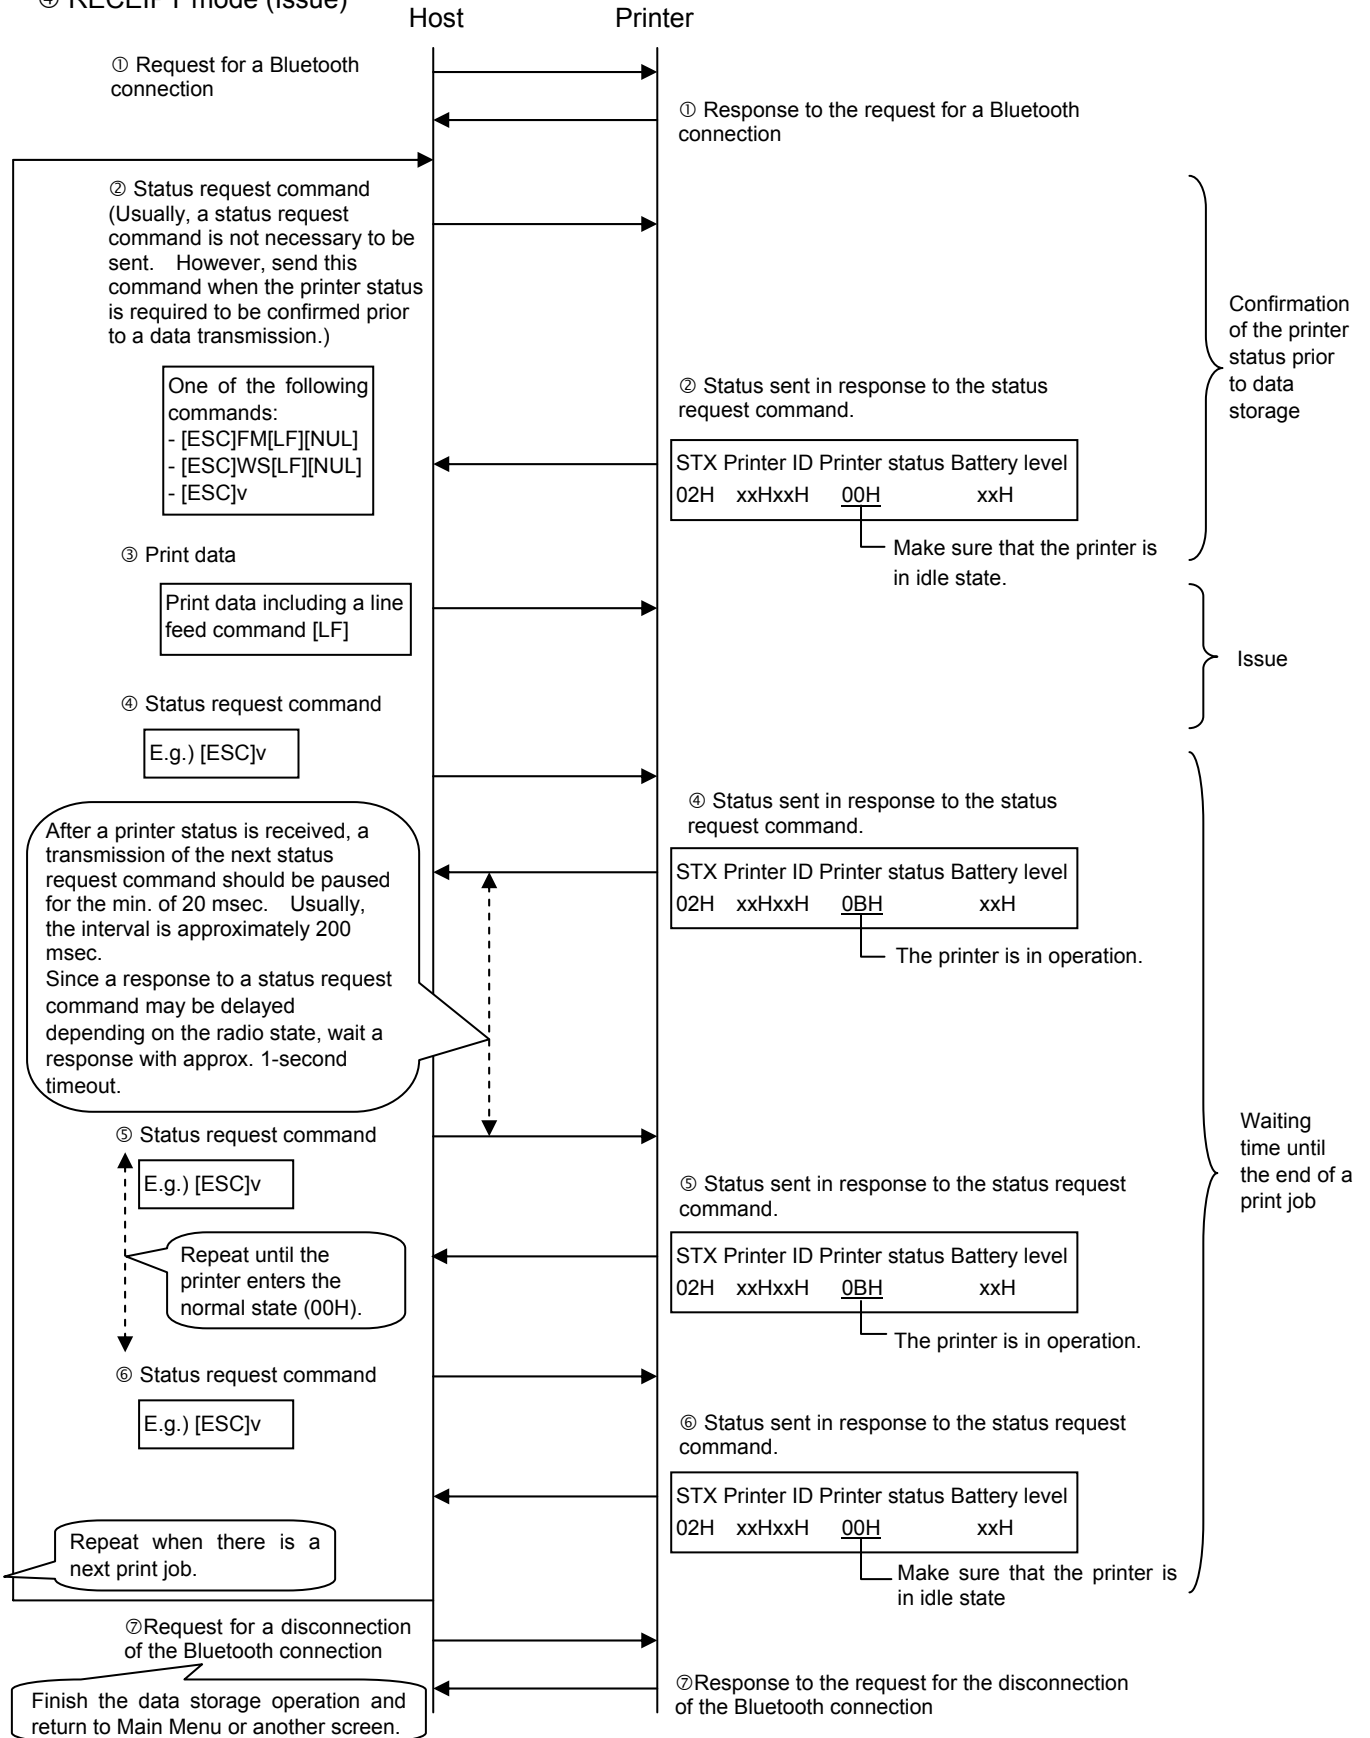 ④ RECEIPT mode (Issue)
Host
Printer
① Request for a Bluetooth
connection
① Response to the request for a Bluetooth
connection
② Status request command
(Usually, a status request
command is not necessary to be
sent. However, send this
command when the printer status
is required to be confirmed prior
to a data transmission.)
Confirmation
of the printer
status prior
to data
storage
One of the following
commands:
- [ESC]FM[LF][NUL]
- [ESC]WS[LF][NUL]
- [ESC]v
② Status sent in response to the status
request command.
STX Printer ID Printer status Battery level
02H xxHxxH 00H xxH
Make sure that the printer is
in idle state.
③ Print data
Print data including a line
feed command [LF]
Issue
④ Status request command
E.g.) [ESC]v
④ Status sent in response to the status
request command.
STX Printer ID Printer status Battery level
02H xxHxxH 0BH xxH
The printer is in operation.
After a printer status is received, a
transmission of the next status
request command should be paused
for the min. of 20 msec. Usually,
the interval is approximately 200
msec.
Since a response to a status request
command may be delayed
depending on the radio state, wait a
response with approx. 1-second
timeout.
Waiting
time until
the end of a
print job
⑤ Status request command
E.g.) [ESC]v
⑤ Status sent in response to the status request
command.
STX Printer ID Printer status Battery level
02H xxHxxH 0BH xxH
The printer is in operation.
Repeat until the
printer enters the
normal state (00H).
⑥ Status request command
E.g.) [ESC]v
⑥ Status sent in response to the status request
command.
STX Printer ID Printer status Battery level
02H xxHxxH 00H xxH
Make sure that the printer is
in idle state
Repeat when there is a
next print job.
⑦Request for a disconnection
of the Bluetooth connection
⑦Response to the request for the disconnection
of the Bluetooth connection
Finish the data storage operation and
return to Main Menu or another screen.